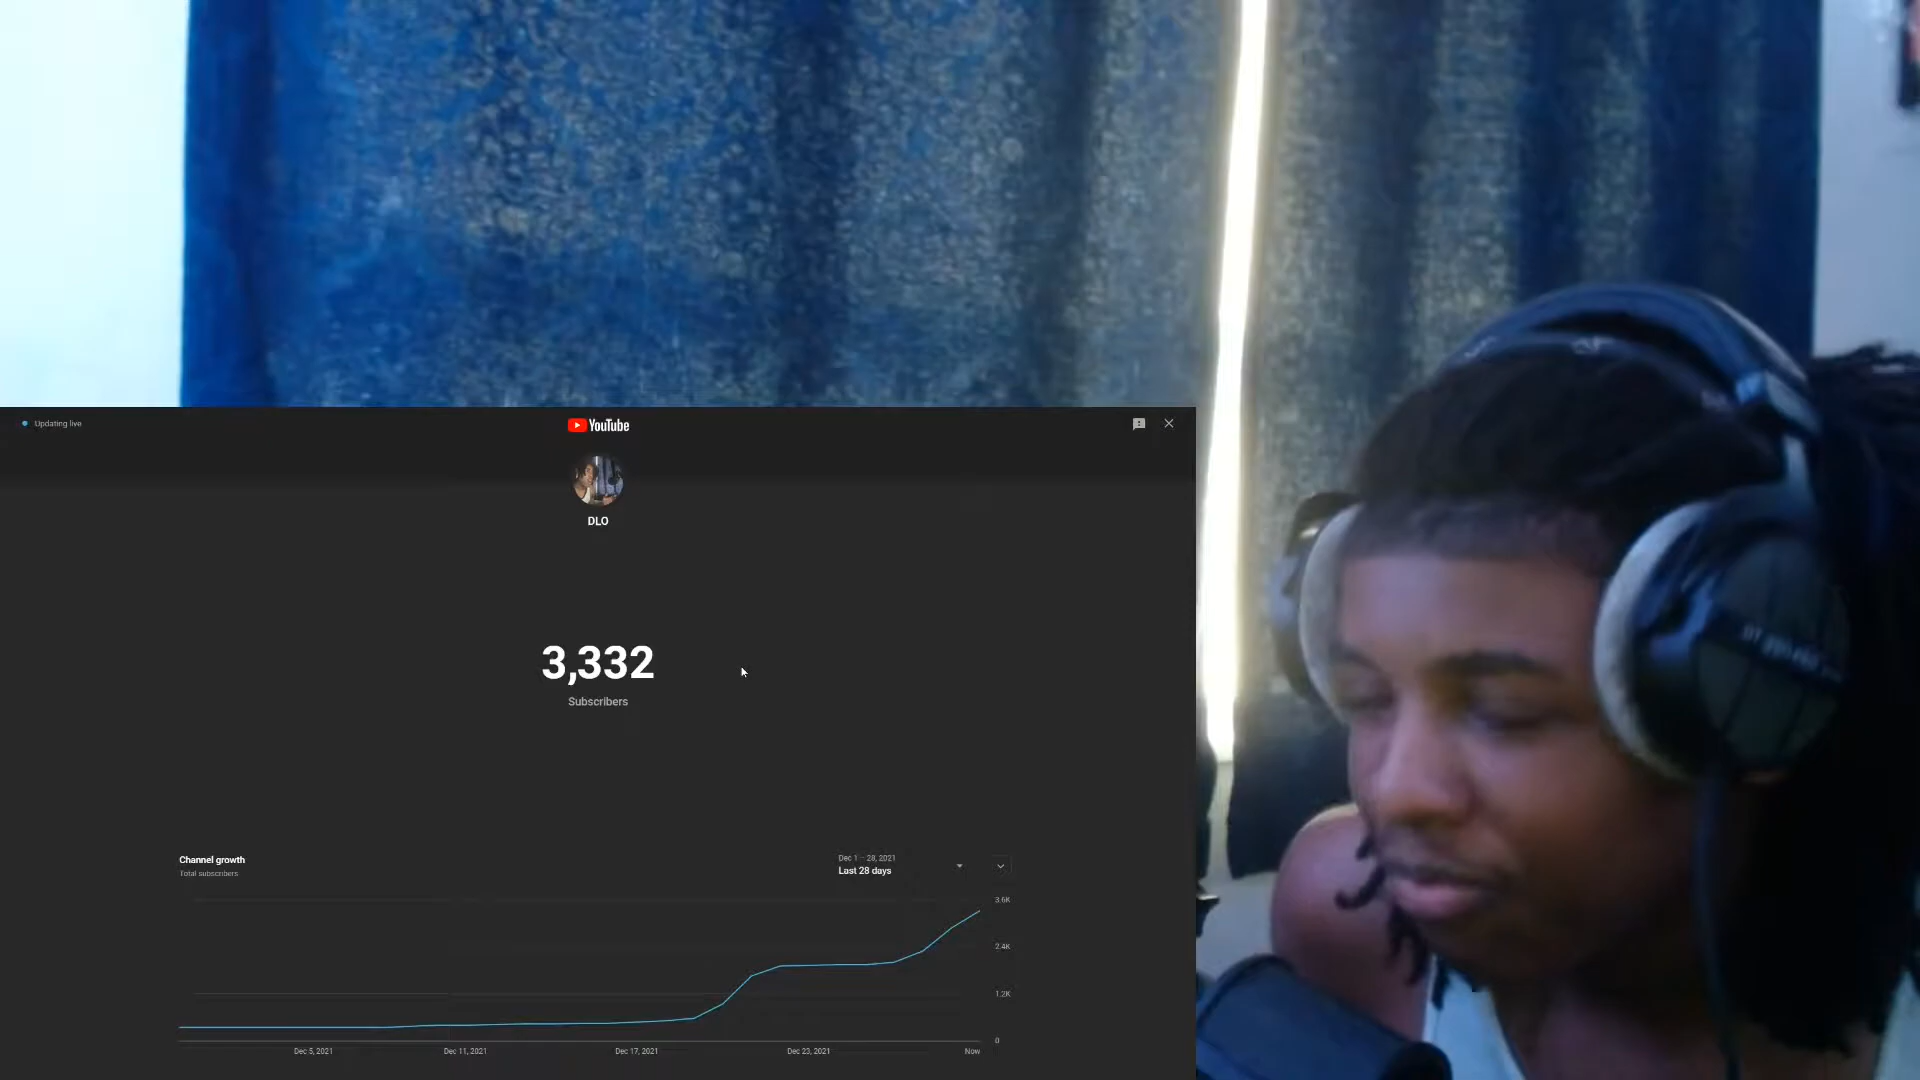 Updating live
YouTube
DLO
3,332
Subscribers
Channel growth
Total subscribers
Dec 1 – 28, 2021
Last 28 days
3.6K
2.4K
1.2K
0
Dec 5, 2021
Dec 11, 2021
Dec 17, 2021
Dec 23, 2021
Now